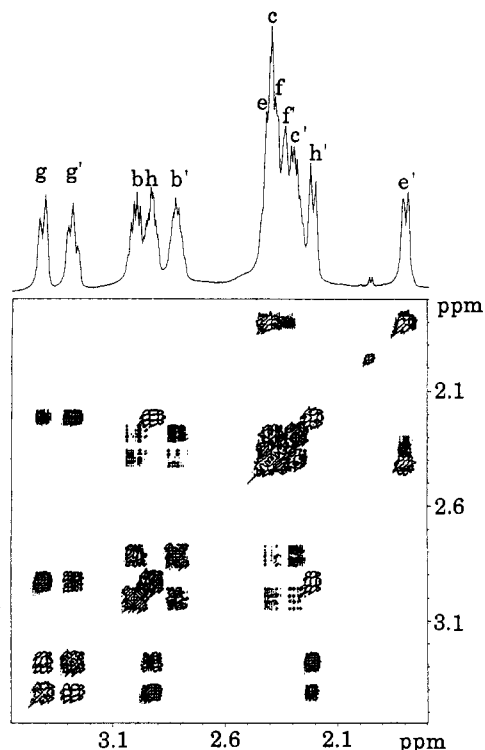 c
f
e
f'
c'
h'
g
g'
bh
b'
e'
ppm
2.1
2.6
3.1
3.1 2.6 2.1 ppm